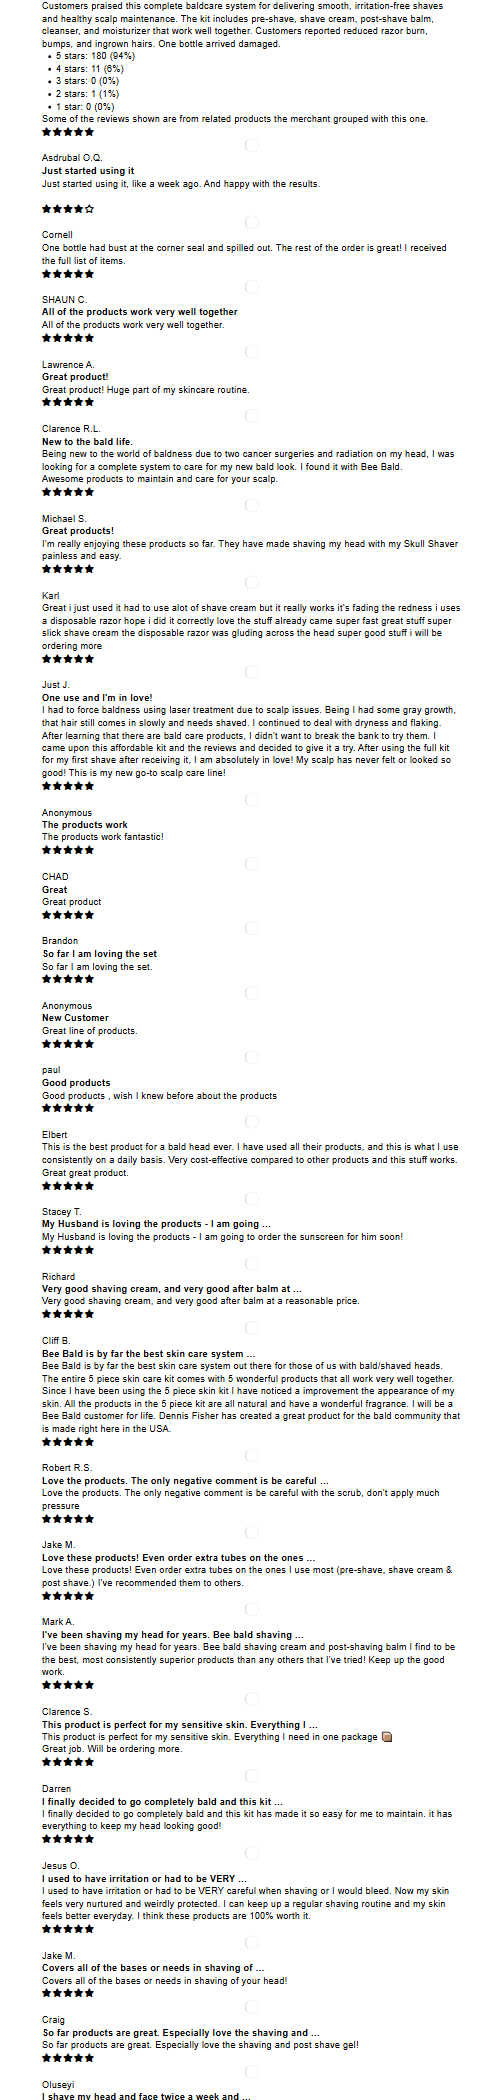 Customers praised this complete baldcare system for delivering smooth, irritation-free shaves
and healthy scalp maintenance. The kit includes pre-shave, shave cream, post-shave balm,
cleanser, and moisturizer that work well together. Customers reported reduced razor burn,
bumps, and ingrown hairs. One bottle arrived damaged.
• 5 stars: 180 (94%)
• 4 stars: 11 (6%)
• 3 stars: 0 (0%)
• 2 stars: 1 (1%)
• 1 star: 0 (0%)
Some of the reviews shown are from related products the merchant grouped with this one.
★★★★★
Asdrubal O.Q.
Just started using it
Just started using it, like a week ago. And happy with the results.
★★★★☆
Cornell
One bottle had bust at the corner seal and spilled out. The rest of the order is great! I received
the full list of items.
★★★★★
SHAUN C.
All of the products work very well together
All of the products work very well together.
★★★★★
Lawrence A.
Great product!
Great product! Huge part of my skincare routine.
★★★★★
Clarence R.L.
New to the bald life.
Being new to the world of baldness due to two cancer surgeries and radiation on my head, I was
looking for a complete system to care for my new bald look. I found it with Bee Bald.
Awesome products to maintain and care for your scalp.
★★★★★
Michael S.
Great products!
I'm really enjoying these products so far. They have made shaving my head with my Skull Shaver
painless and easy.
★★★★★
Karl
Great i just used it had to use alot of shave cream but it really works it's fading the redness i uses
a disposable razor hope i did it correctly love the stuff already came super fast great stuff super
slick shave cream the disposable razor was gluding across the head super good stuff i will be
ordering more
★★★★★
Just J.
One use and I'm in love!
I had to force baldness using laser treatment due to scalp issues. Being I had some gray growth,
that hair still comes in slowly and needs shaved. I continued to deal with dryness and flaking.
After learning that there are bald care products, I didn't want to break the bank to try them. I
came upon this affordable kit and the reviews and decided to give it a try. After using the full kit
for my first shave after receiving it, I am absolutely in love! My scalp has never felt or looked so
good! This is my new go-to scalp care line!
★★★★★
Anonymous
The products work
The products work fantastic!
★★★★★
CHAD
Great
Great product
★★★★★
Brandon
So far I am loving the set
So far I am loving the set.
★★★★★
Anonymous
New Customer
Great line of products.
★★★★★
paul
Good products
Good products , wish I knew before about the products
★★★★★
Elbert
This is the best product for a bald head ever. I have used all their products, and this is what I use
consistently on a daily basis. Very cost-effective compared to other products and this stuff works.
Great great product.
★★★★★
Stacey T.
My Husband is loving the products - I am going ...
My Husband is loving the products - I am going to order the sunscreen for him soon!
★★★★★
Richard
Very good shaving cream, and very good after balm at ...
Very good shaving cream, and very good after balm at a reasonable price.
★★★★★
Cliff B.
Bee Bald is by far the best skin care system ...
Bee Bald is by far the best skin care system out there for those of us with bald/shaved heads.
The entire 5 piece skin care kit comes with 5 wonderful products that all work very well together.
Since I have been using the 5 piece skin kit I have noticed a improvement the appearance of my
skin. All the products in the 5 piece kit are all natural and have a wonderful fragrance. I will be a
Bee Bald customer for life. Dennis Fisher has created a great product for the bald community that
is made right here in the USA.
★★★★★
Robert R.S.
Love the products. The only negative comment is be careful ...
Love the products. The only negative comment is be careful with the scrub, don't apply much
pressure
★★★★★
Jake M.
Love these products! Even order extra tubes on the ones ...
Love these products! Even order extra tubes on the ones I use most (pre-shave, shave cream &
post shave.) I've recommended them to others.
★★★★★
Mark A.
I've been shaving my head for years. Bee bald shaving ...
I've been shaving my head for years. Bee bald shaving cream and post-shaving balm I find to be
the best, most consistently superior products than any others that I've tried! Keep up the good
work.
★★★★★
Clarence S.
This product is perfect for my sensitive skin. Everything I ...
This product is perfect for my sensitive skin. Everything I need in one package
Great job. Will be ordering more.
★★★★★
Darren
I finally decided to go completely bald and this kit ...
I finally decided to go completely bald and this kit has made it so easy for me to maintain. it has
everything to keep my head looking good!
★★★★★
Jesus O.
I used to have irritation or had to be VERY ...
I used to have irritation or had to be VERY careful when shaving or I would bleed. Now my skin
feels very nurtured and weirdly protected. I can keep up a regular shaving routine and my skin
feels better everyday. I think these products are 100% worth it.
★★★★★
Jake M.
Covers all of the bases or needs in shaving of ...
Covers all of the bases or needs in shaving of your head!
★★★★★
Craig
So far products are great. Especially love the shaving and ...
So far products are great. Especially love the shaving and post shave gel!
★★★★★
Oluseyi
I shave my head and face twice a week and ...